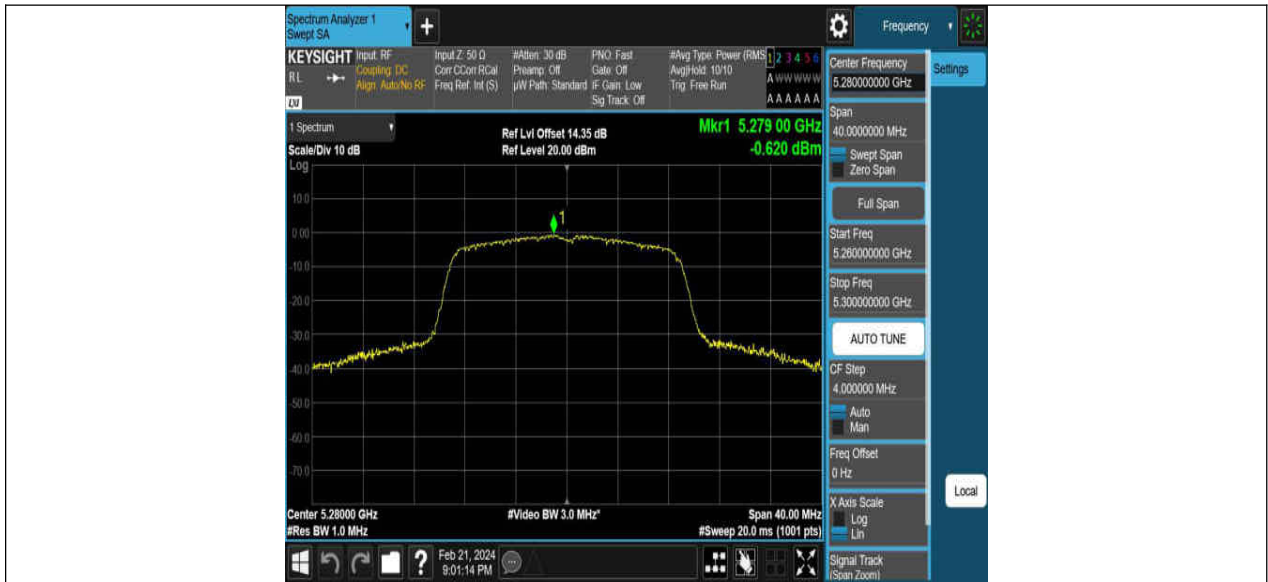 Spectrum Analyzer 1
Swept SA
+
Frequency
KEYSIGHT
RL
Input: RF
Coupling: DC
Align: Auto/No RF
Input Z: 50 Ω
Corr CCorr RCal
Freq Ref: Int (S)
#Atten: 30 dB
Preamp: Off
µW Path: Standard
PNO: Fast
Gate: Off
IF Gain: Low
Sig Track: Off
#Avg Type: Power (RMS
Avg|Hold: 10/10
Trig: Free Run
1 2 3 4 5 6
A W W W W W
A A A A A A
1 Spectrum
Scale/Div 10 dB
Log
Ref Lvl Offset 14.35 dB
Ref Level 20.00 dBm
Mkr1 5.279 00 GHz
-0.620 dBm
10.0
0.00
-10.0
-20.0
-30.0
-40.0
-50.0
-60.0
-70.0
1
Center 5.28000 GHz
#Res BW 1.0 MHz
#Video BW 3.0 MHz*
Span 40.00 MHz
#Sweep 20.0 ms (1001 pts)
?
Feb 21, 2024
9:01:14 PM
Center Frequency
5.280000000 GHz
Settings
Span
40.0000000 MHz
Swept Span
Zero Span
Full Span
Start Freq
5.260000000 GHz
Stop Freq
5.300000000 GHz
AUTO TUNE
CF Step
4.000000 MHz
Auto
Man
Freq Offset
0 Hz
X Axis Scale
Log
Lin
Local
Signal Track
(Span Zoom)